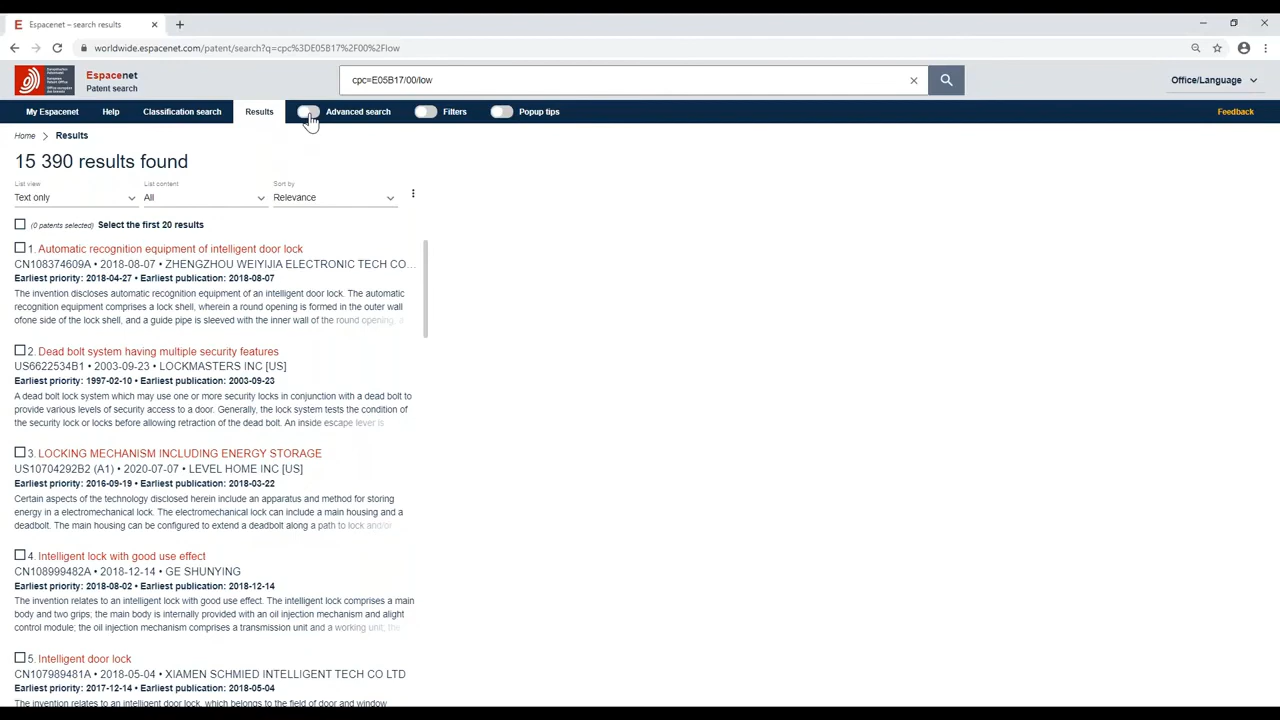 E Espacenet – search results
worldwide.espacenet.com/patent/search?q=cpc%3DE05B17%2F00%2Flow
Espacenet
Patent search
cpc=E05B17/00/low
Office/Language
My Espacenet Help Classification search Results Advanced search Filters Popup tips Feedback
Home Results
15 390 results found
List view List content Sort by
Text only All Relevance
(0 patents selected) Select the first 20 results
1. Automatic recognition equipment of intelligent door lock
CN108374609A • 2018-08-07 • ZHENGZHOU WEIYIJIA ELECTRONIC TECH CO...
Earliest priority: 2018-04-27 • Earliest publication: 2018-08-07
The invention discloses automatic recognition equipment of an intelligent door lock. The automatic
recognition equipment comprises a lock shell, wherein a round opening is formed in the outer wall
ofone side of the lock shell, and a guide pipe is sleeved with the inner wall of the round opening, a
2. Dead bolt system having multiple security features
US6622534B1 • 2003-09-23 • LOCKMASTERS INC [US]
Earliest priority: 1997-02-10 • Earliest publication: 2003-09-23
A dead bolt lock system which may use one or more security locks in conjunction with a dead bolt to
provide various levels of security access to a door. Generally, the lock system tests the condition of
the security lock or locks before allowing retraction of the dead bolt. An inside escape lever is
3. LOCKING MECHANISM INCLUDING ENERGY STORAGE
US10704292B2 (A1) • 2020-07-07 • LEVEL HOME INC [US]
Earliest priority: 2016-09-19 • Earliest publication: 2018-03-22
Certain aspects of the technology disclosed herein include an apparatus and method for storing
energy in a electromechanical lock. The electromechanical lock can include a main housing and a
deadbolt. The main housing can be configured to extend a deadbolt along a path to lock and/or
4. Intelligent lock with good use effect
CN108999482A • 2018-12-14 • GE SHUNYING
Earliest priority: 2018-08-02 • Earliest publication: 2018-12-14
The invention relates to an intelligent lock with good use effect. The intelligent lock comprises a main
body and two grips; the main body is internally provided with an oil injection mechanism and alight
control module; the oil injection mechanism comprises a transmission unit and a working unit, the
5. Intelligent door lock
CN107989481A • 2018-05-04 • XIAMEN SCHMIED INTELLIGENT TECH CO LTD
Earliest priority: 2017-12-14 • Earliest publication: 2018-05-04
The invention relates to an intelligent door lock, which belongs to the field of door and window